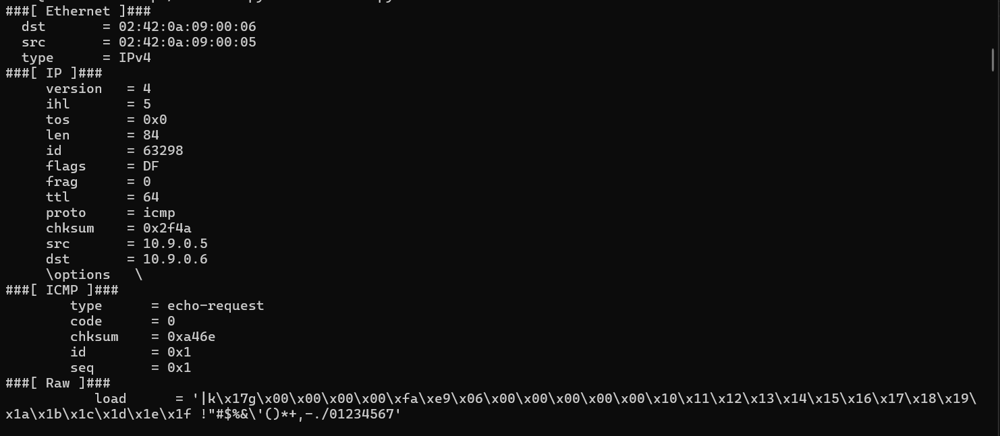 ###[ Ethernet ]###
  dst       = 02:42:0a:09:00:06
  src       = 02:42:0a:09:00:05
  type      = IPv4
###[ IP ]###
     version   = 4
     ihl       = 5
     tos       = 0x0
     len       = 84
     id        = 63298
     flags     = DF
     frag      = 0
     ttl       = 64
     proto     = icmp
     chksum    = 0x2f4a
     src       = 10.9.0.5
     dst       = 10.9.0.6
     \options   \
###[ ICMP ]###
        type      = echo-request
        code      = 0
        chksum    = 0xa46e
        id        = 0x1
        seq       = 0x1
###[ Raw ]###
           load      = '|k\x17g\x00\x00\x00\x00\xfa\xe9\x06\x00\x00\x00\x00\x00\x10\x11\x12\x13\x14\x15\x16\x17\x18\x19\
x1a\x1b\x1c\x1d\x1e\x1f !"#$%&\'()*+,-./01234567'